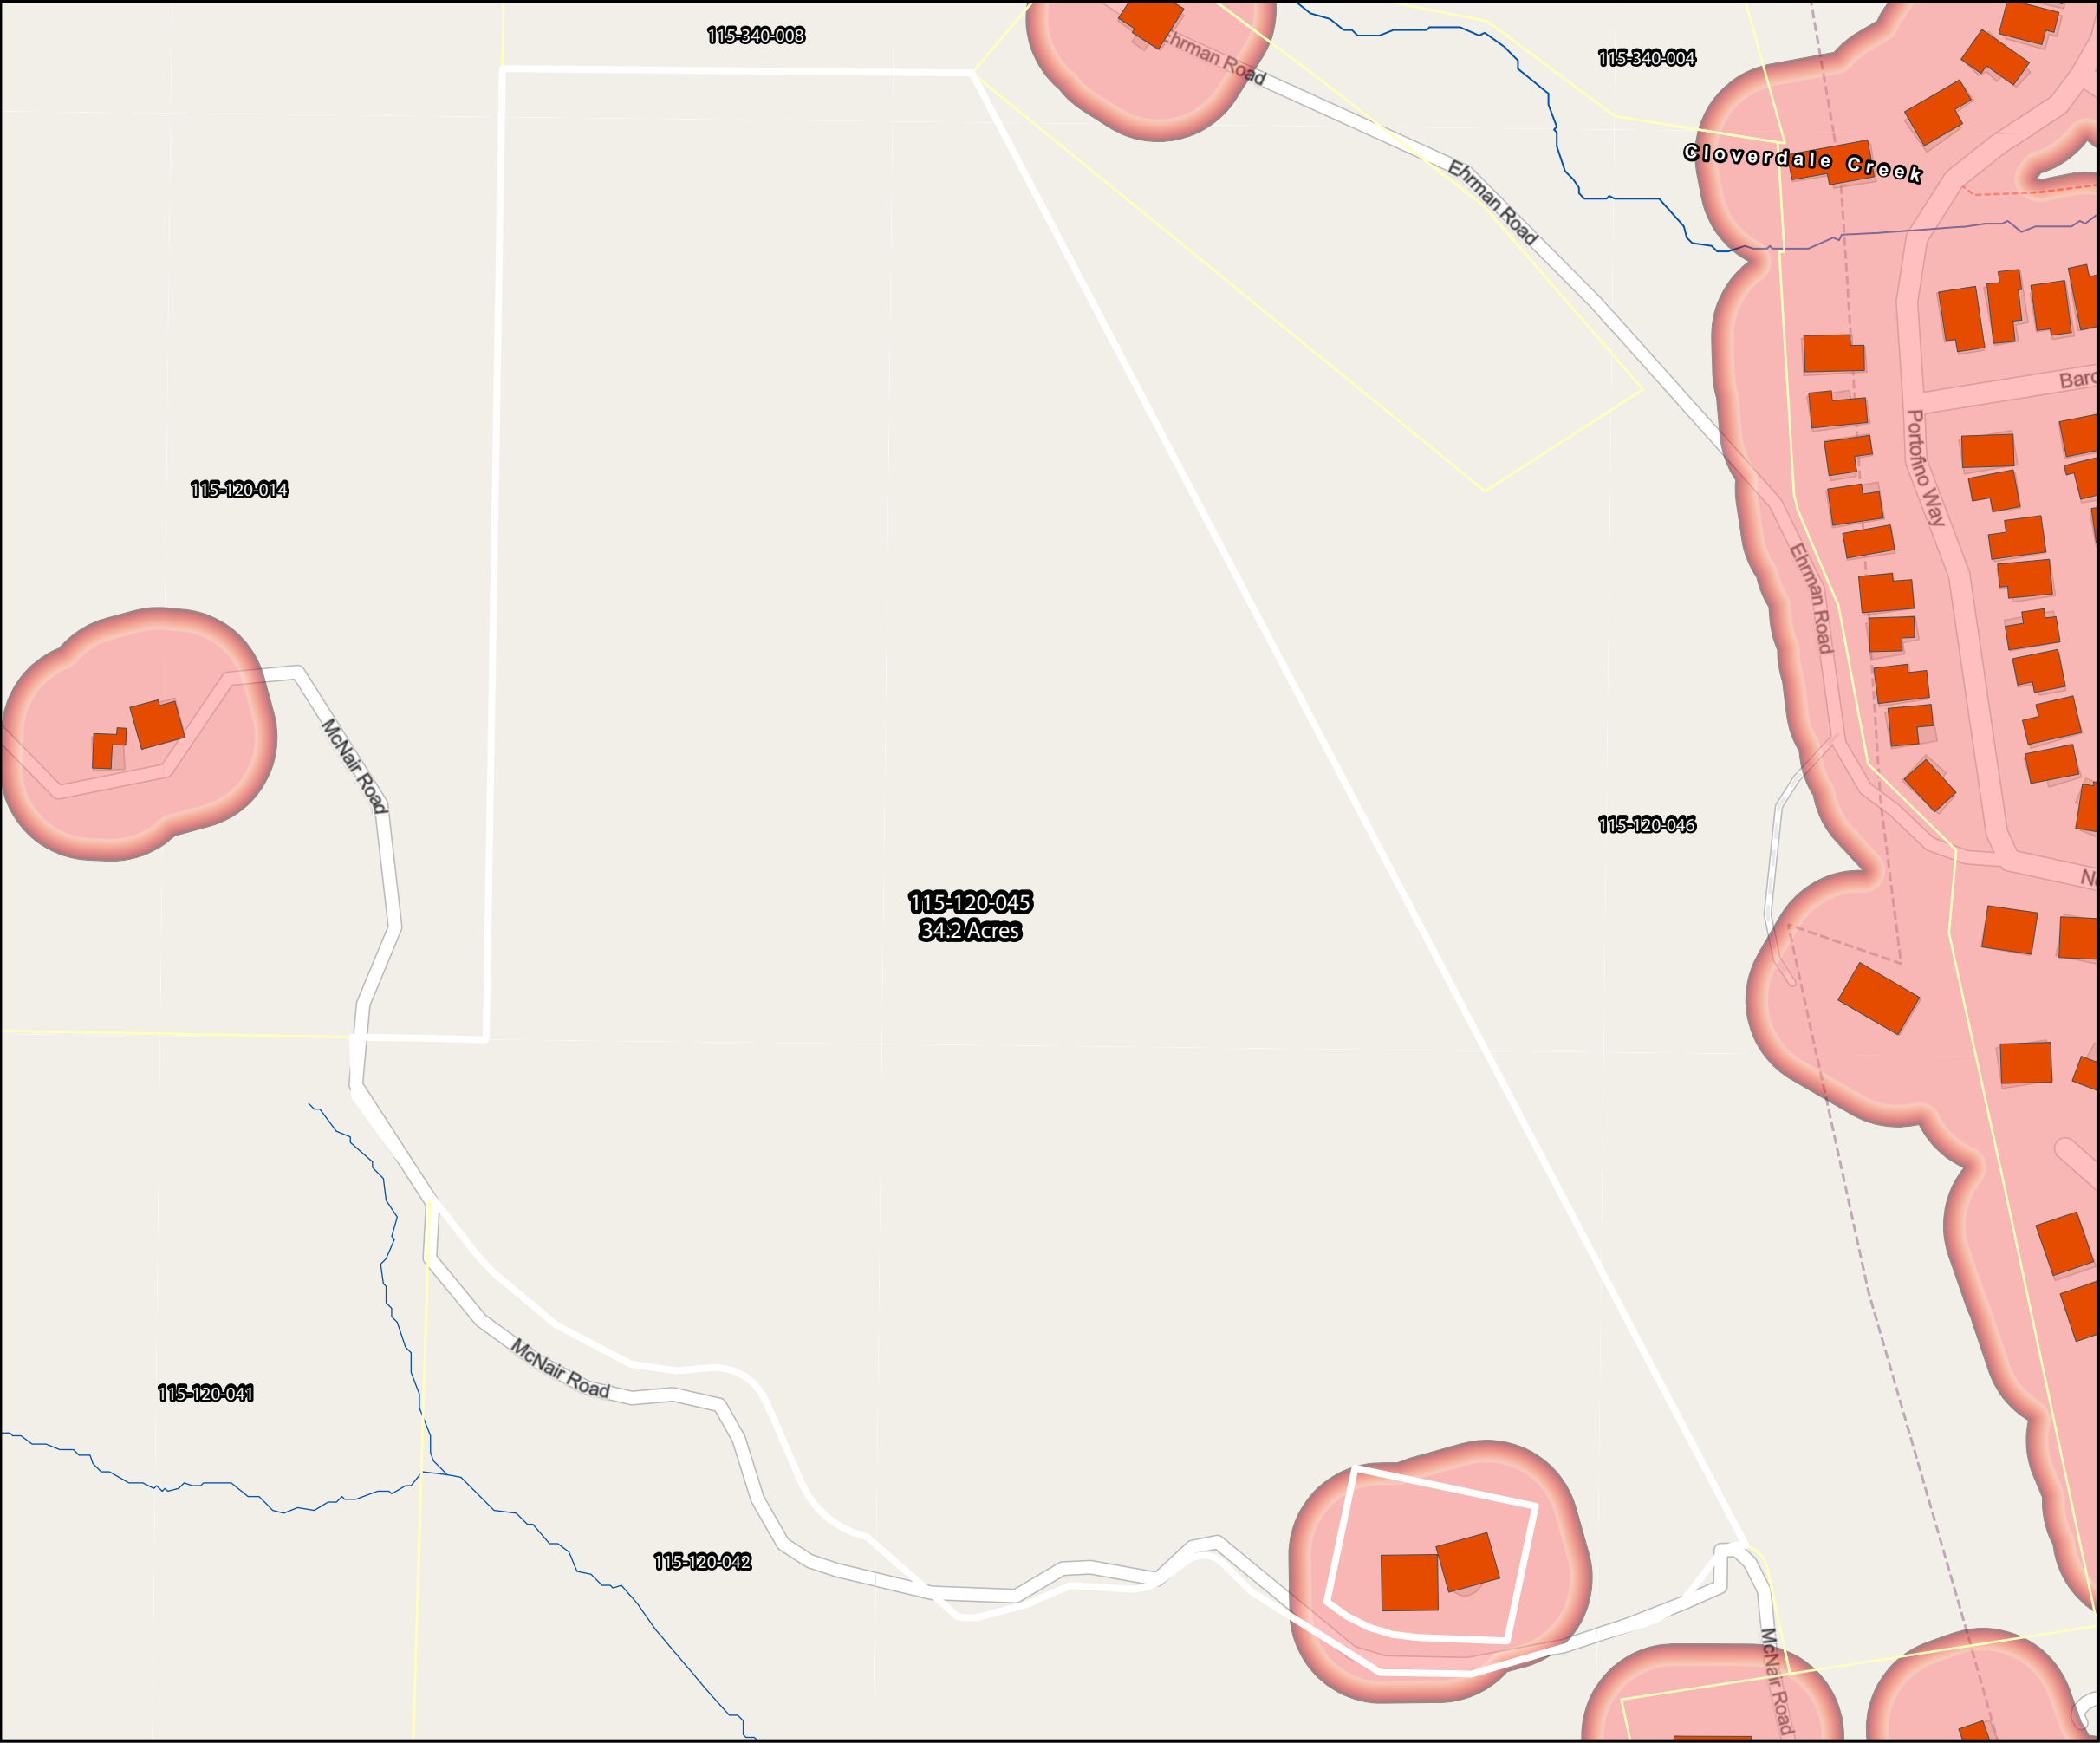 115-340-008
Ehrman Road
115-340-004
Cloverdale Creek
Ehrman Road
Portofino Way
115-120-014
Ehrman Road
McNair Road
115-120-046
115-120-045
34.2 Acres
McNair Road
115-120-041
115-120-042
McNair Road